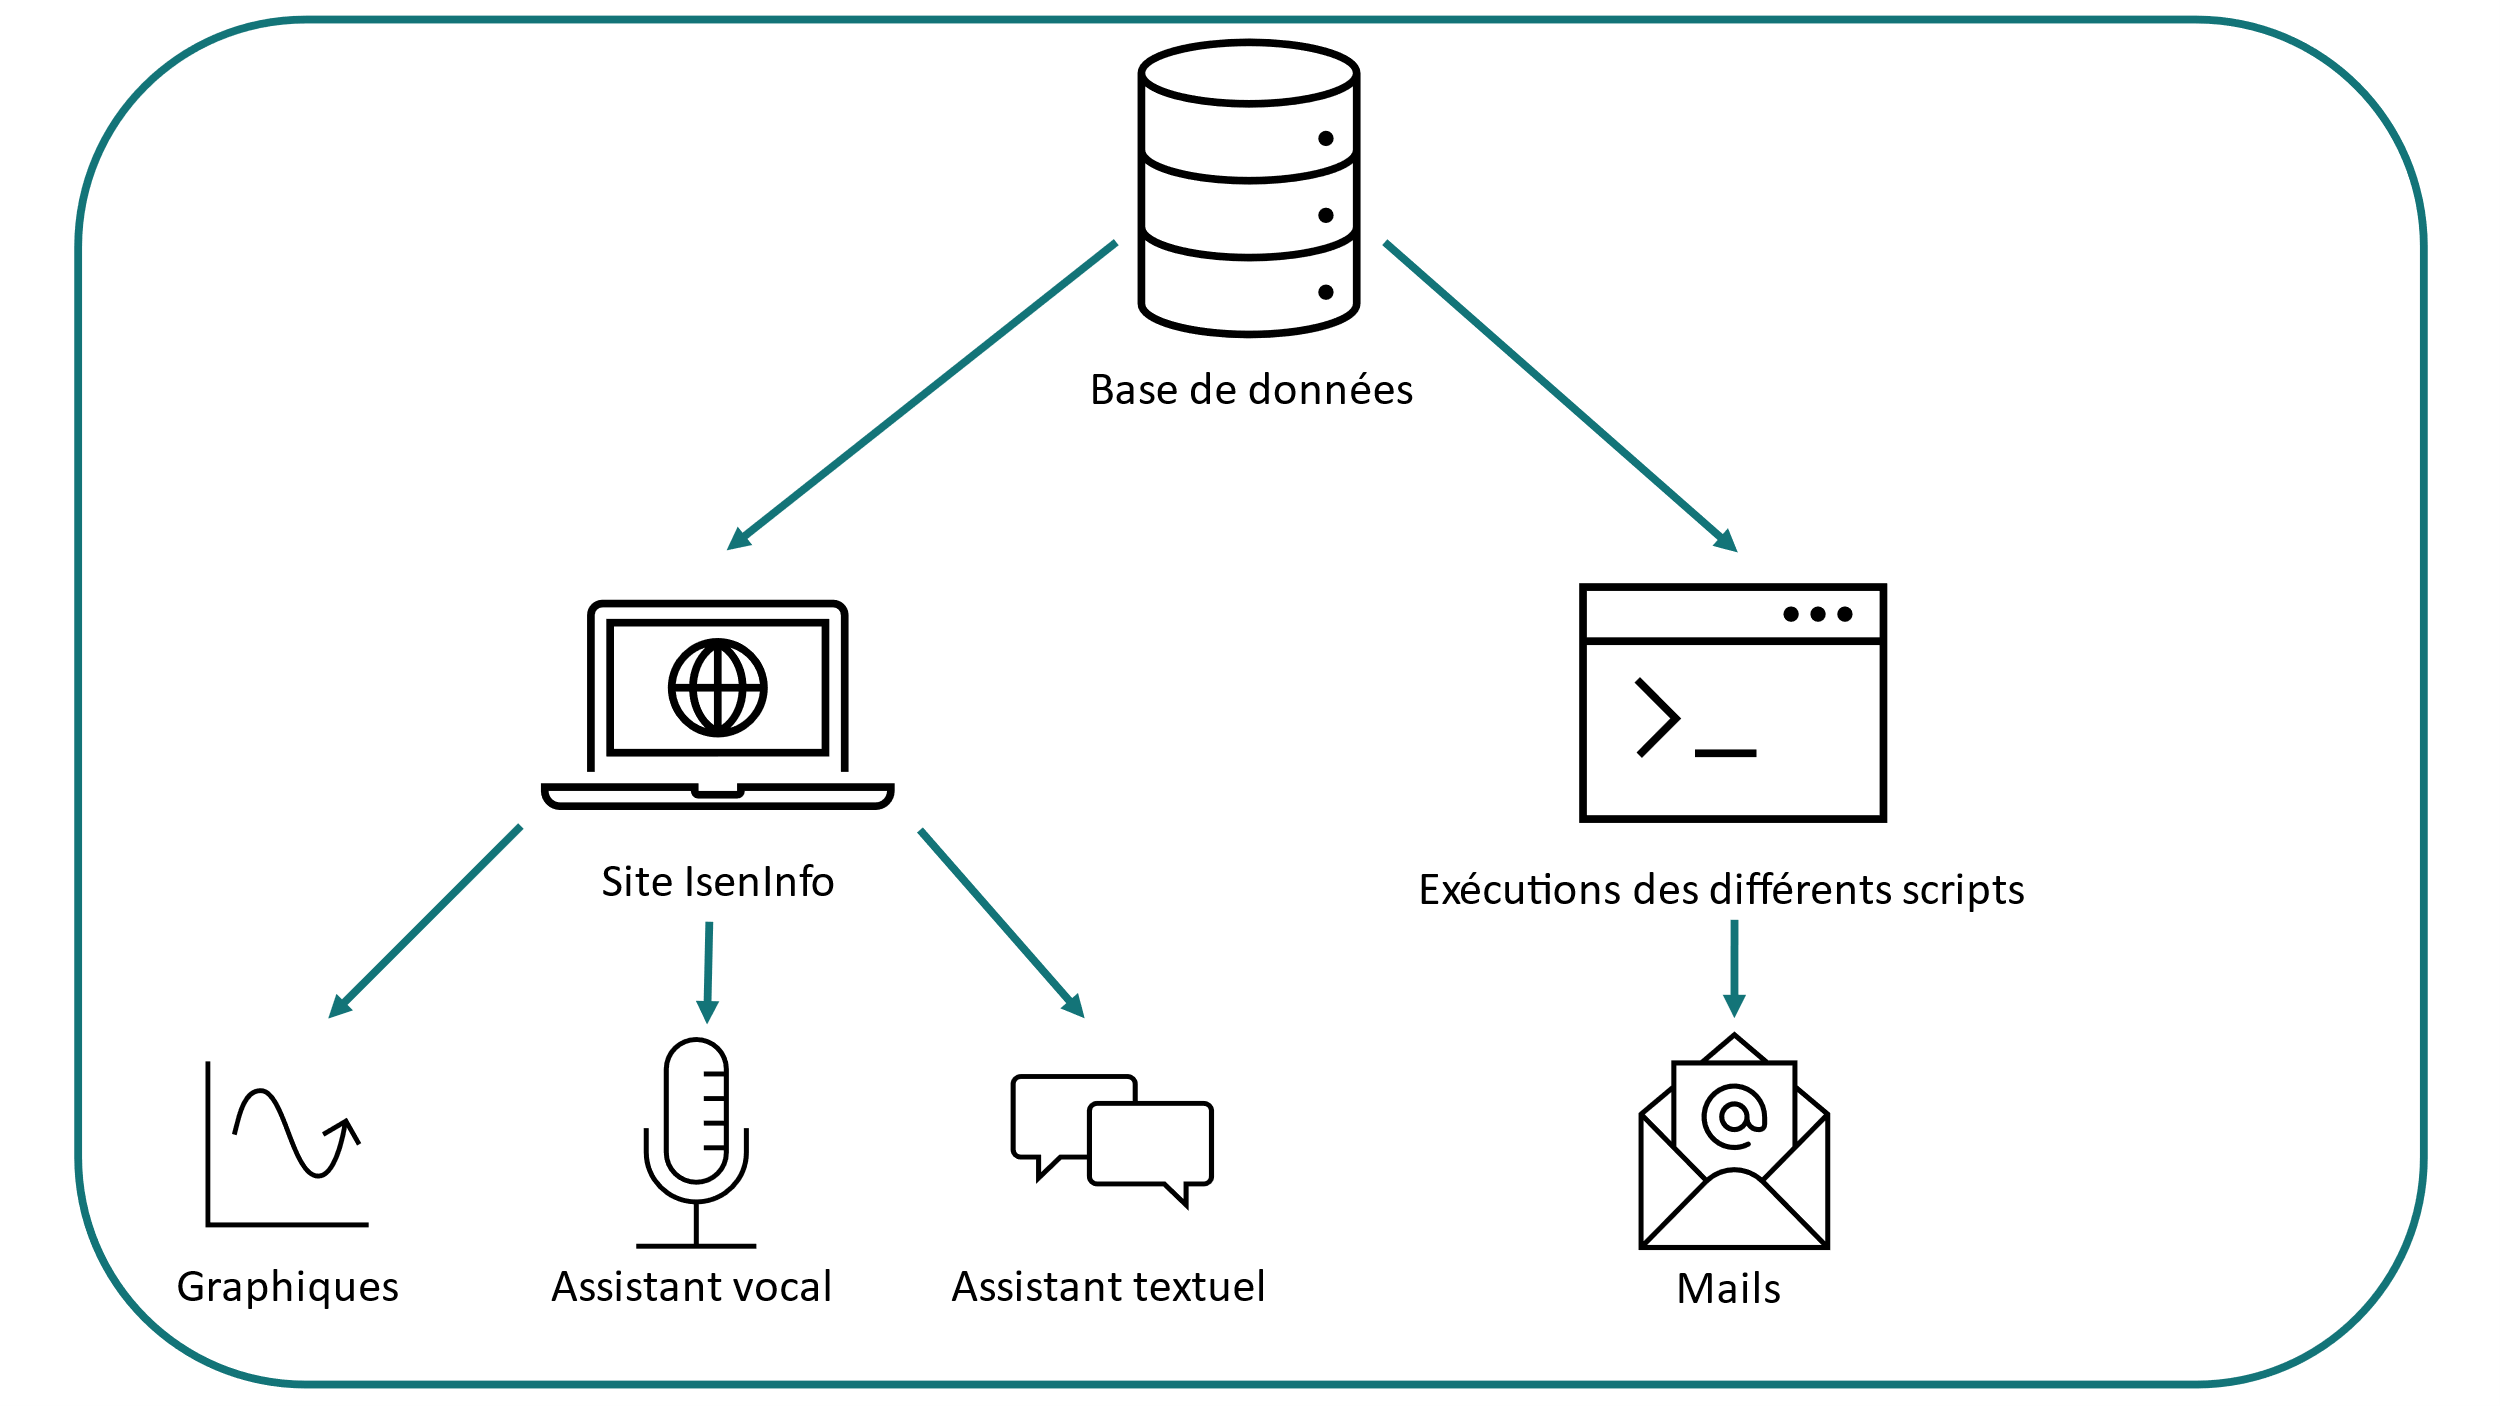 Base de données
Site IsenInfo
Exécutions des différents scripts
Graphiques
Assistant vocal
Assistant textuel
Mails